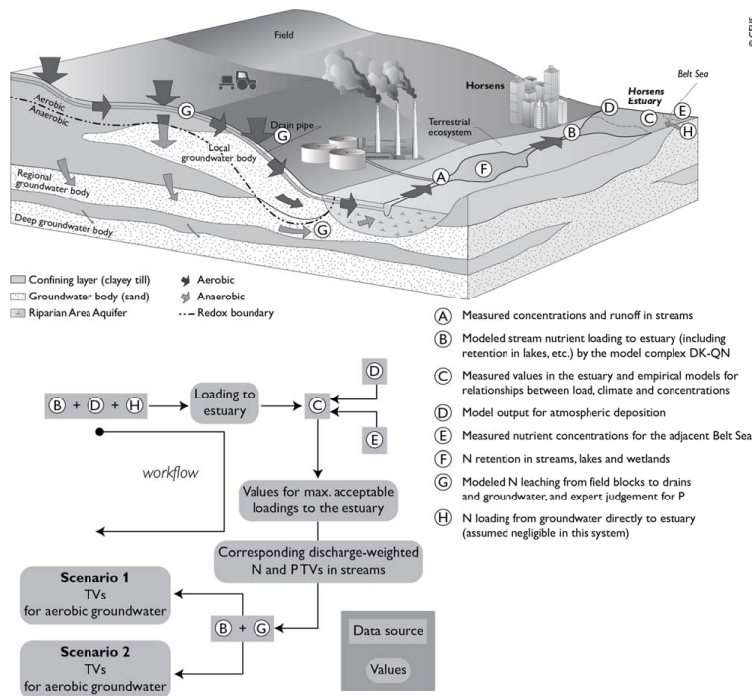 © GEUS
Field
Belt Sea
Horsens
Horsens
Estuary
D
E
C
H
Aerobic
Anaerobic
G
G
Drain pipe
Terrestrial
ecosystem
B
Local
groundwater body
F
A
Regional
groundwater body
Deep groundwater body
G
Confining layer (clayey till)
Groundwater body (sand)
Riparian Area Aquifer
Aerobic
Anaerobic
Redox boundary
A Measured concentrations and runoff in streams
B Modeled stream nutrient loading to estuary (including
retention in lakes, etc.) by the model complex DK-QN
C Measured values in the estuary and empirical models for
relationships between load, climate and concentrations
D Model output for atmospheric deposition
E Measured nutrient concentrations for the adjacent Belt Sea
F N retention in streams, lakes and wetlands
G Modeled N leaching from field blocks to drains
and groundwater, and expert judgement for P
H N loading from groundwater directly to estuary
(assumed negligible in this system)
D
B + D + H
Loading to
estuary
C
E
workflow
Values for max. acceptable
loadings to the estuary
Corresponding discharge-weighted
N and P TVs in streams
Scenario 1
TVs
for aerobic groundwater
B + G
Scenario 2
TVs
for aerobic groundwater
Data source
Values